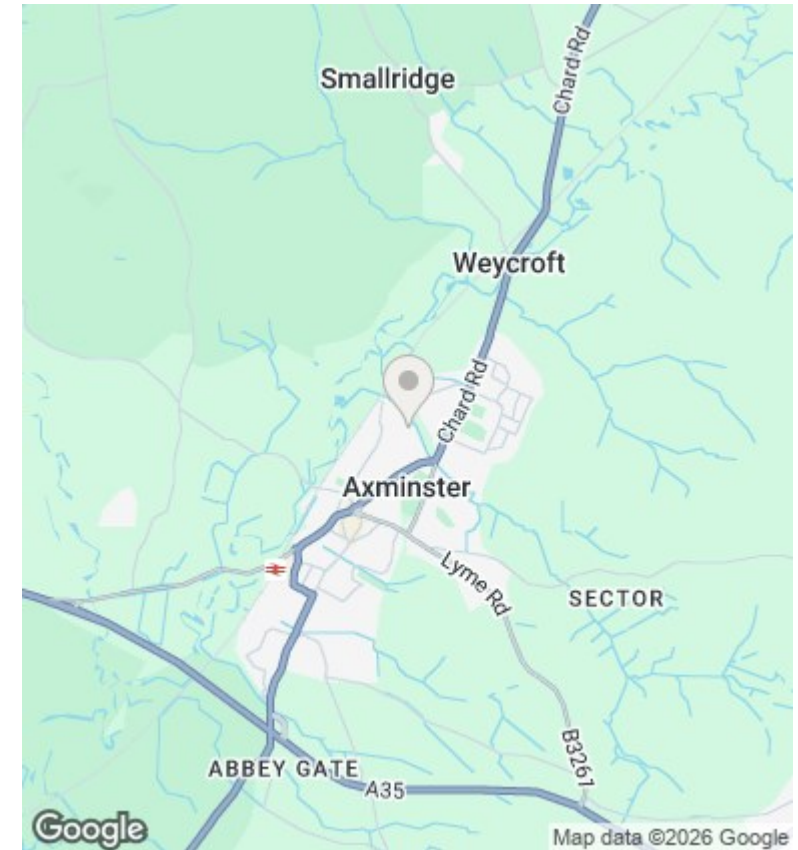 Smallridge
Chard Rd
Weycroft
Chard Rd
Axminster
Lyme Rd
SECTOR
B3261
ABBEY GATE
A35
Google
Map data ©2026 Google